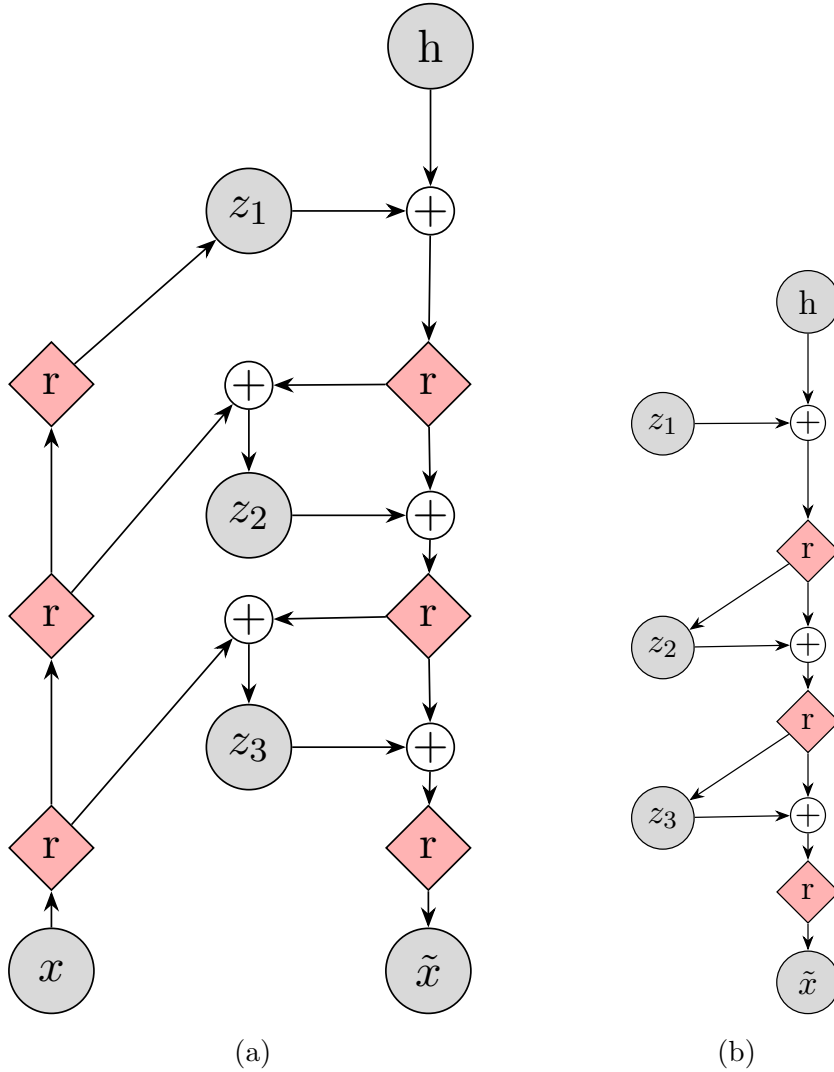 h
z₁
+
r
+
r
+
z₂
r
+
r
z₃
+
r
r
x
x̃
(a)
h
z₁
+
r
z₂
+
r
z₃
+
r
x̃
(b)